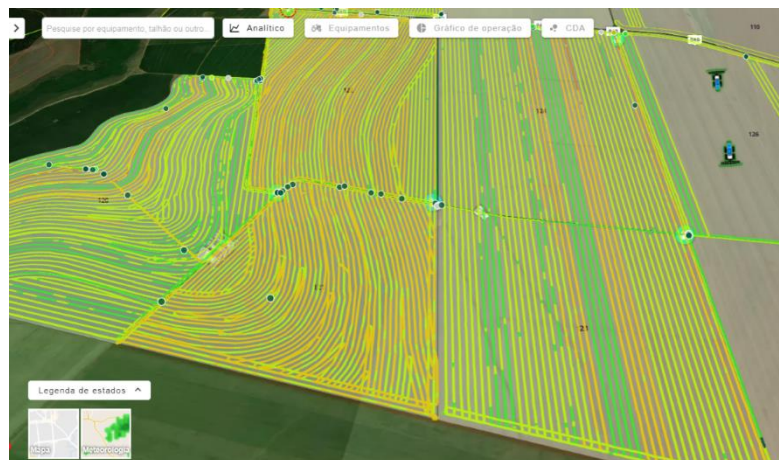 Pesquise por equipamento, talhão ou outro...
Analítico
Equipamentos
Gráfico de operação
CDA
110
126
131
120
21
Legenda de estados
Mapa
Meteorologia